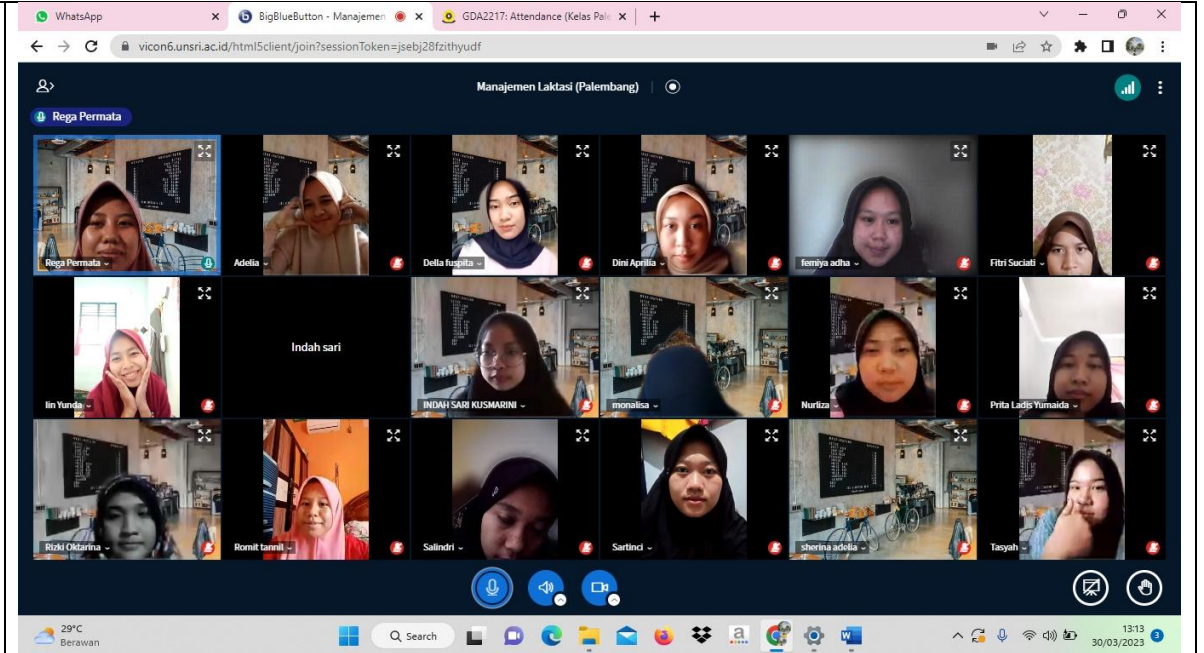 WhatsApp
BigBlueButton - Manajemen
GDA2217: Attendance (Kelas Pale
vicon6.unsri.ac.id/html5client/join?sessionToken=jsebj28fzithyudf
Manajemen Laktasi (Palembang)
Rega Permata
Rega Permata
Adelia
Della fuspita
Dini Aprilia
femiya adha
Fitri Suciati
Iin Yunda
Indah sari
INDAH SARI KUSMARINI
monalisa
Nurliza
Prita Ladis Yumaida
Rizki Oktarina
Romit tannil
Salindri
Sartinci
sherina adelia
Tasyah
29°C
Berawan
Search
a
13:13
30/03/2023
3